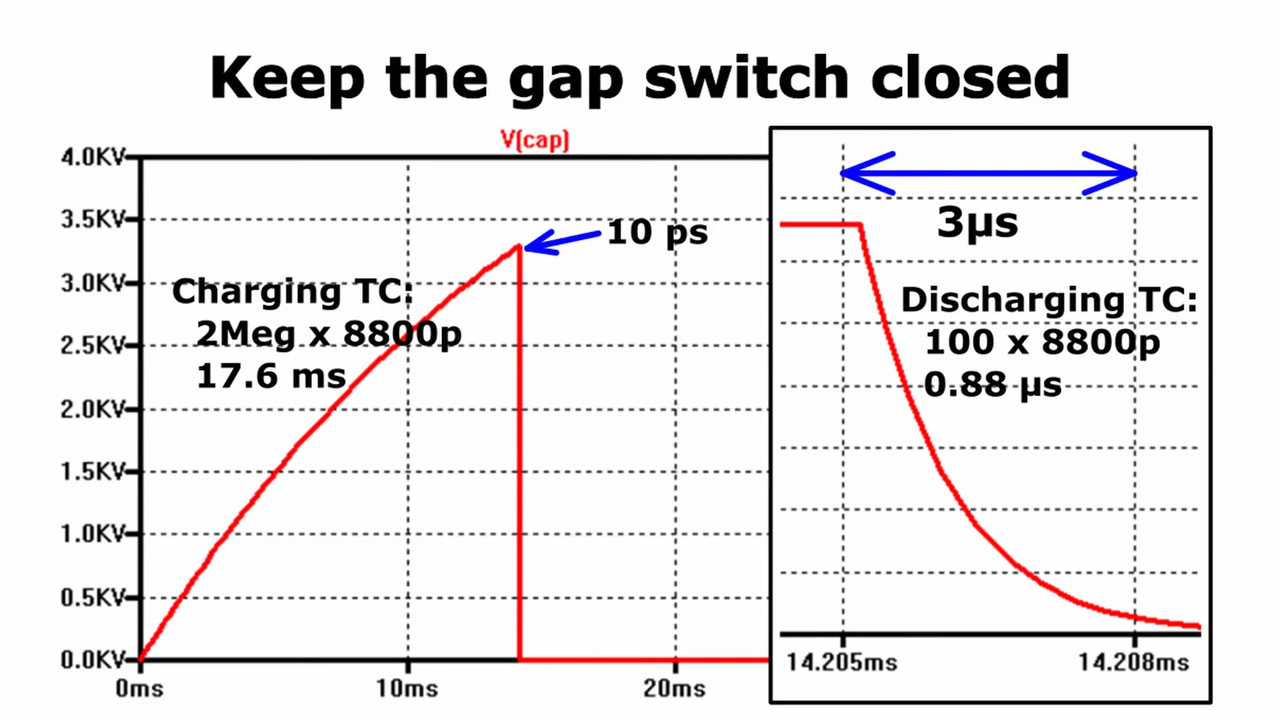 Keep the gap switch closed
V(cap)
4.0KV
3.5KV
3.0KV
2.5KV
2.0KV
1.5KV
1.0KV
0.5KV
0.0KV
0ms
10ms
20ms
10 ps
Charging TC:
2Meg x 8800p
17.6 ms
3µs
Discharging TC:
100 x 8800p
0.88 µs
14.205ms
14.208ms